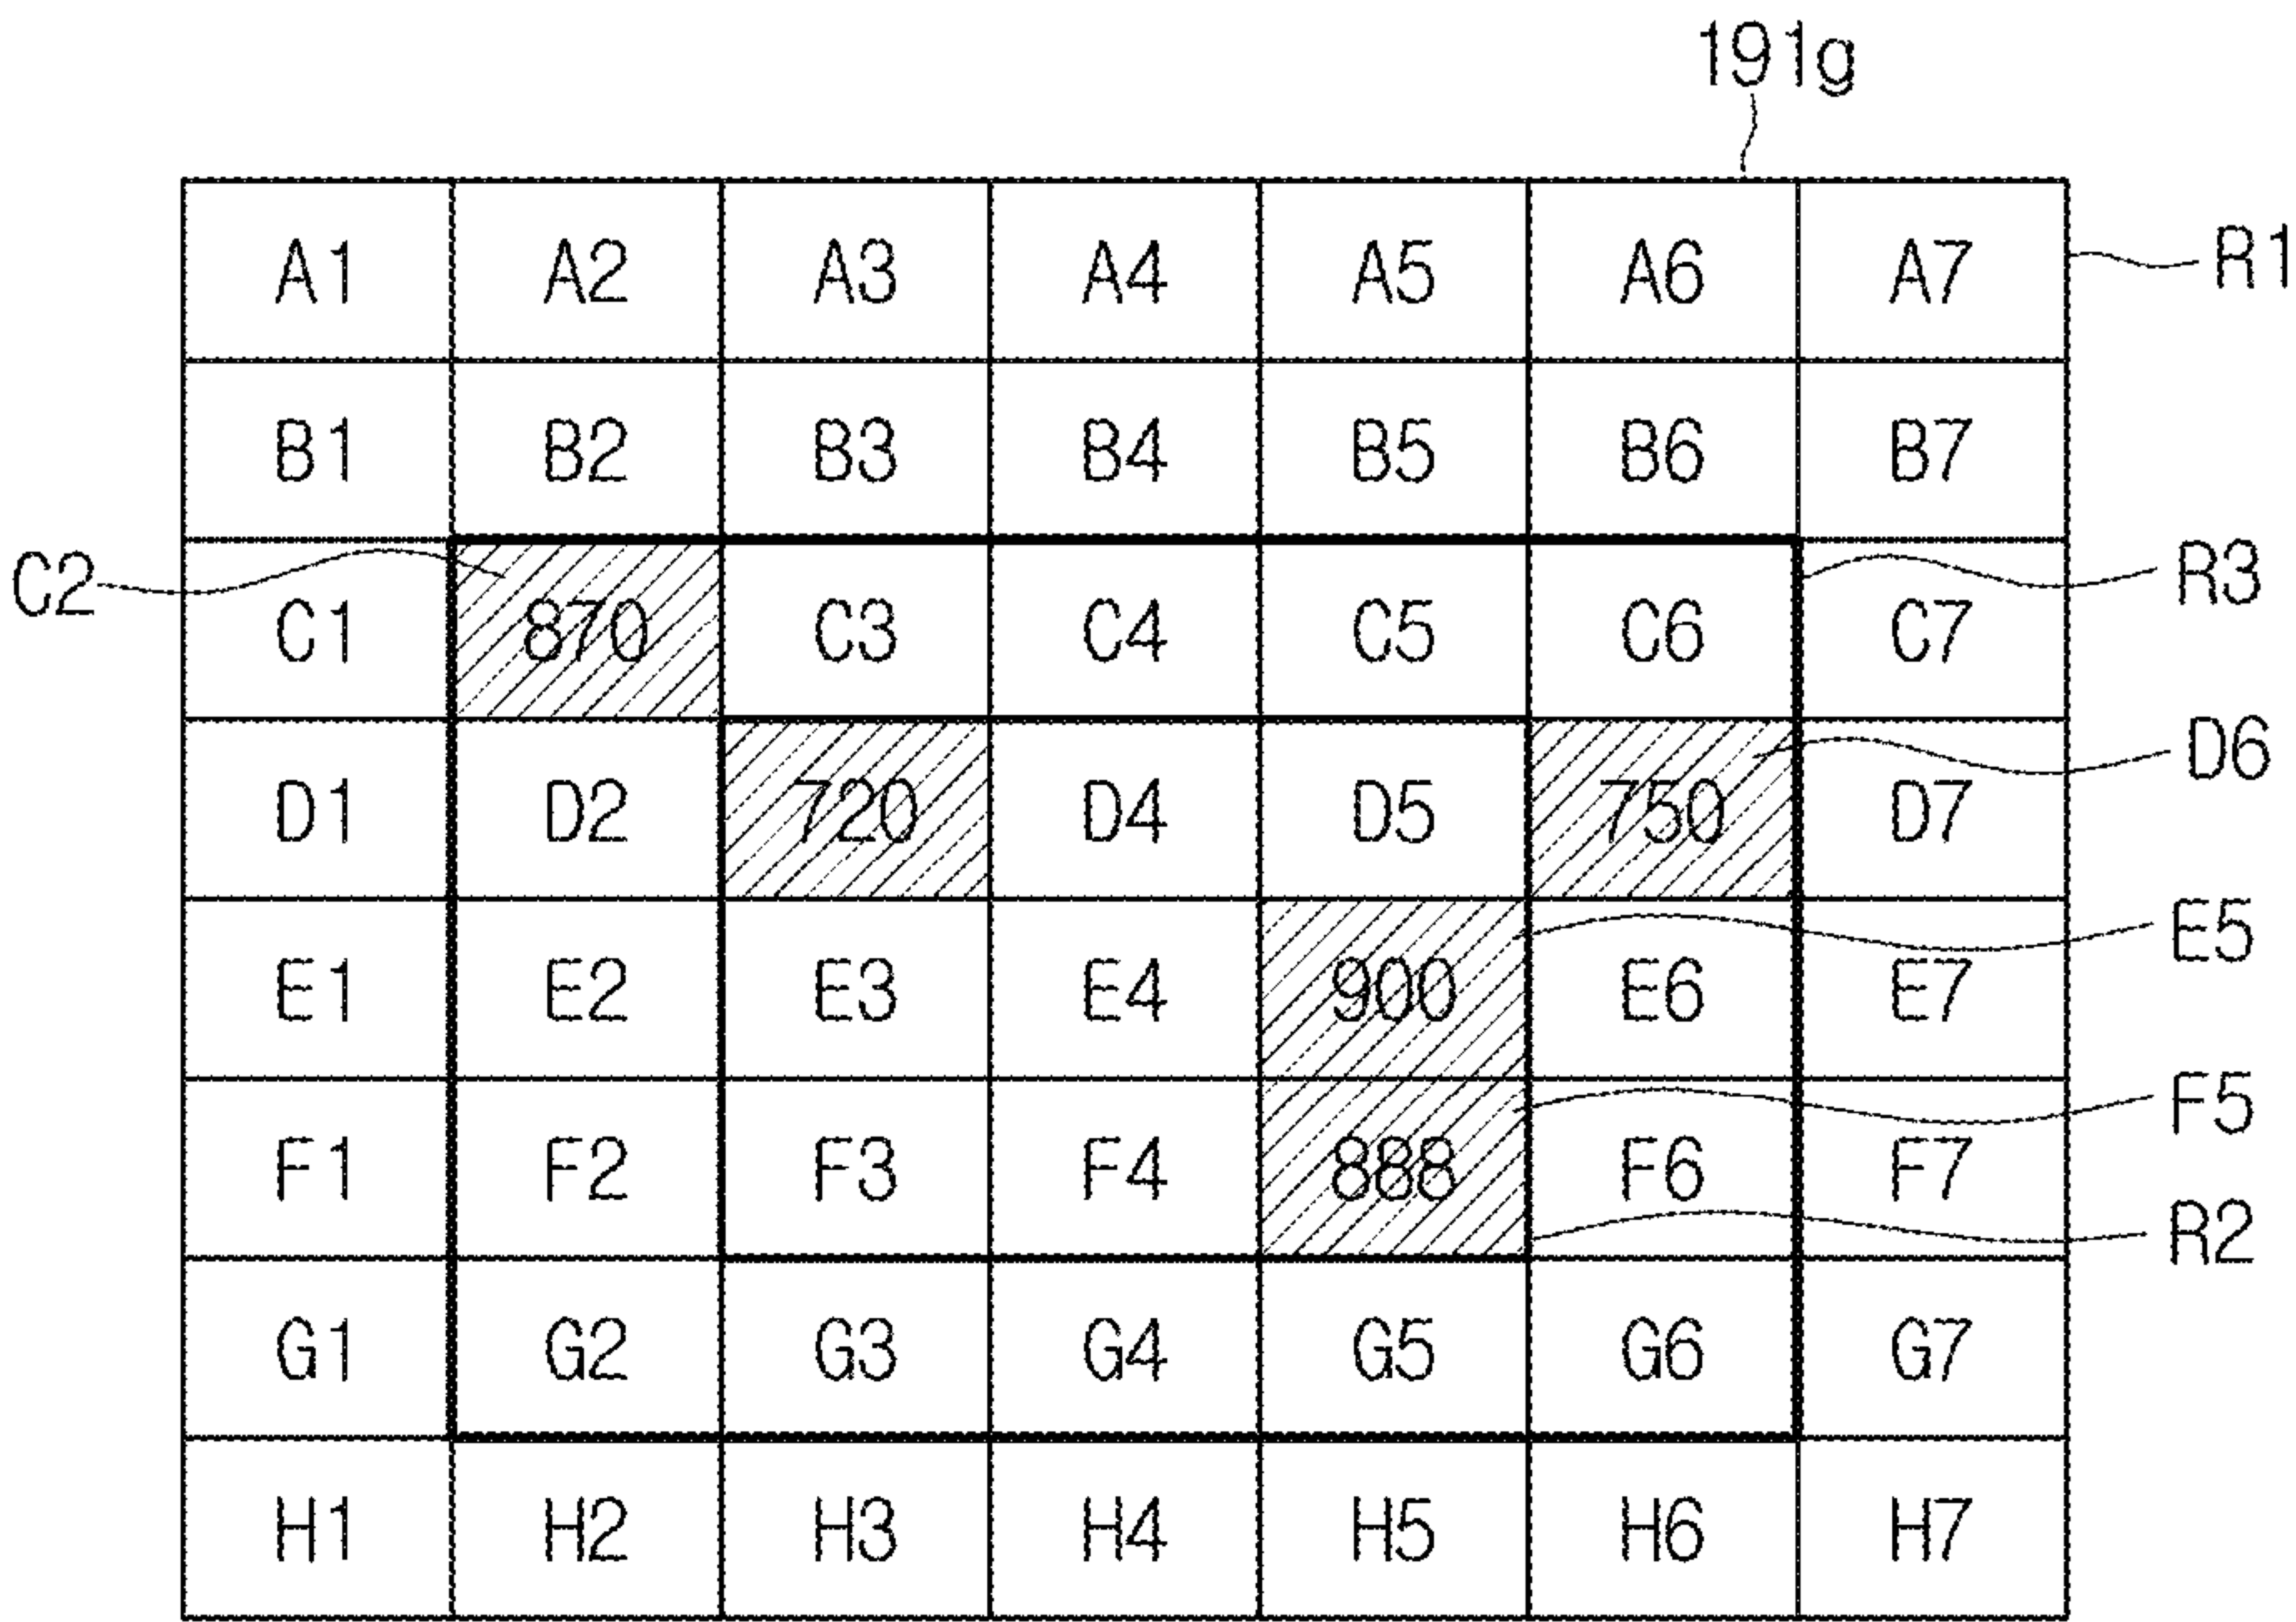 191g
A1 A2 A3 A4 A5 A6 A7 R1
B1 B2 B3 B4 B5 B6 B7
C2 C1 870 C3 C4 C5 C6 C7 R3
D1 D2 720 D4 D5 750 D7 D6
E1 E2 E3 E4 900 E6 E7 E5
F1 F2 F3 F4 888 F6 F7 F5
R2
G1 G2 G3 G4 G5 G6 G7
H1 H2 H3 H4 H5 H6 H7